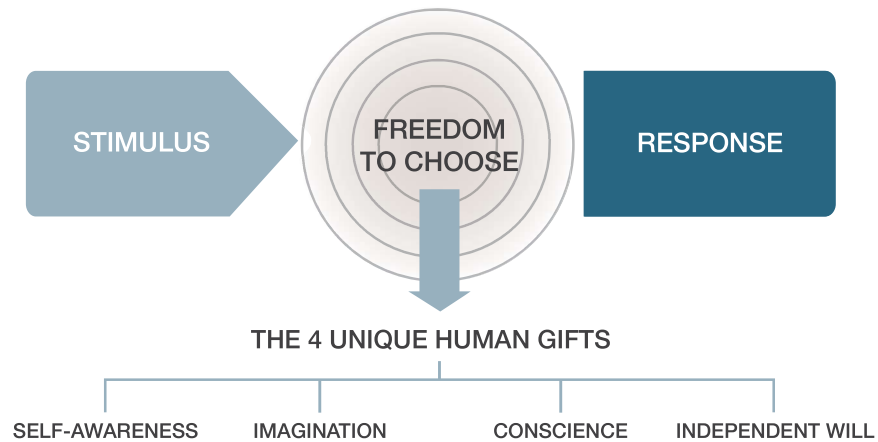 STIMULUS
FREEDOM
TO CHOOSE
RESPONSE
THE 4 UNIQUE HUMAN GIFTS
SELF-AWARENESS
IMAGINATION
CONSCIENCE
INDEPENDENT WILL